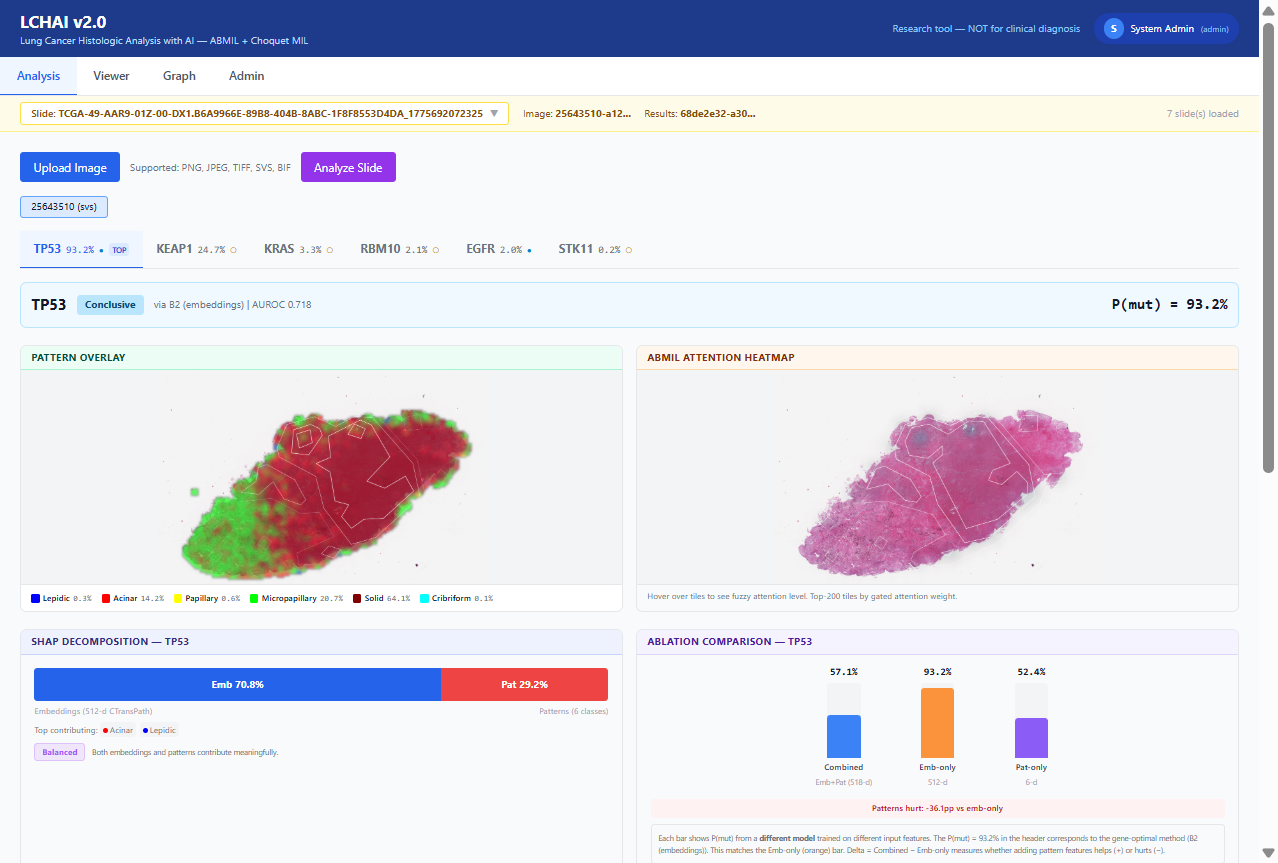 LCHAI v2.0
Lung Cancer Histologic Analysis with AI — ABMIL + Choquet MIL
Research tool — NOT for clinical diagnosis
S System Admin (admin)
Analysis Viewer Graph Admin
Slide: TCGA-49-AAR9-01Z-00-DX1.B6A9966E-89B8-404B-8ABC-1F8F8553D4DA_1775692072325 ▼ Image: 25643510-a12... Results: 68de2e32-a30... 7 slide(s) loaded
Upload Image Supported: PNG, JPEG, TIFF, SVS, BIF Analyze Slide
25643510 (svs)
TP53 93.2% ● TOP KEAP1 24.7% ○ KRAS 3.3% ○ RBM10 2.1% ○ EGFR 2.0% ● STK11 0.2% ○
TP53 Conclusive via B2 (embeddings) | AUROC 0.718 P(mut) = 93.2%
PATTERN OVERLAY
Lepidic 0.3% Acinar 14.2% Papillary 0.6% Micropapillary 20.7% Solid 64.1% Cribriform 0.1%
ABMIL ATTENTION HEATMAP
Hover over tiles to see fuzzy attention level. Top-200 tiles by gated attention weight.
SHAP DECOMPOSITION — TP53
Emb 70.8% Pat 29.2%
Embeddings (512-d CTransPath) Patterns (6 classes)
Top contributing: Acinar Lepidic
Balanced Both embeddings and patterns contribute meaningfully.
ABLATION COMPARISON — TP53
57.1% 93.2% 52.4%
Combined Emb-only Pat-only
Emb+Pat (518-d) 512-d 6-d
Patterns hurt: -36.1pp vs emb-only
Each bar shows P(mut) from a different model trained on different input features. The P(mut) = 93.2% in the header corresponds to the gene-optimal method (B2
(embeddings)). This matches the Emb-only (orange) bar. Delta = Combined − Emb-only measures whether adding pattern features helps (+) or hurts (−).